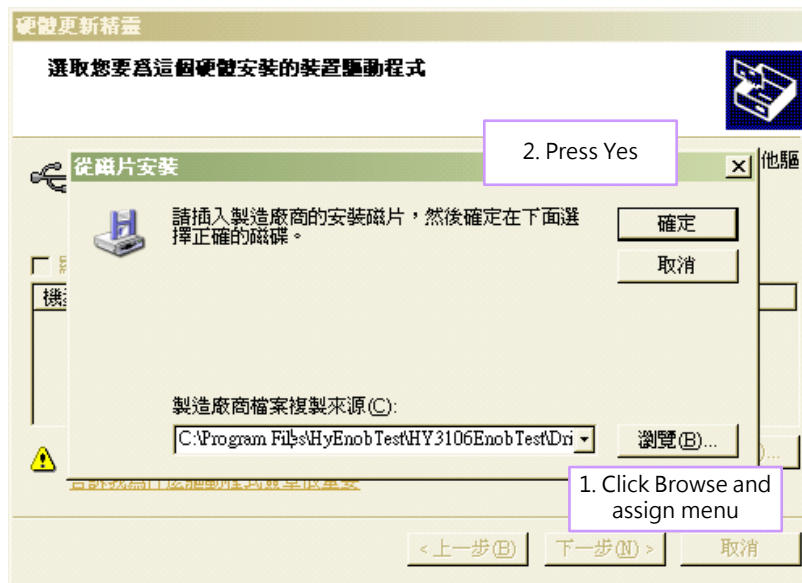 硬體更新精靈
選取您要為這個硬體安裝的裝置驅動程式
2. Press Yes
從磁片安裝
他驅
請插入製造廠商的安裝磁片，然後確定在下面選
擇正確的磁碟。
確定
取消
機
製造廠商檔案複製來源(C):
C:\Program Files\HyEnobTest\HY3106EnobTest\Dri
瀏覽(B)...
)...
1. Click Browse and
assign menu
<上一步(B)
下一步(N) >
取消